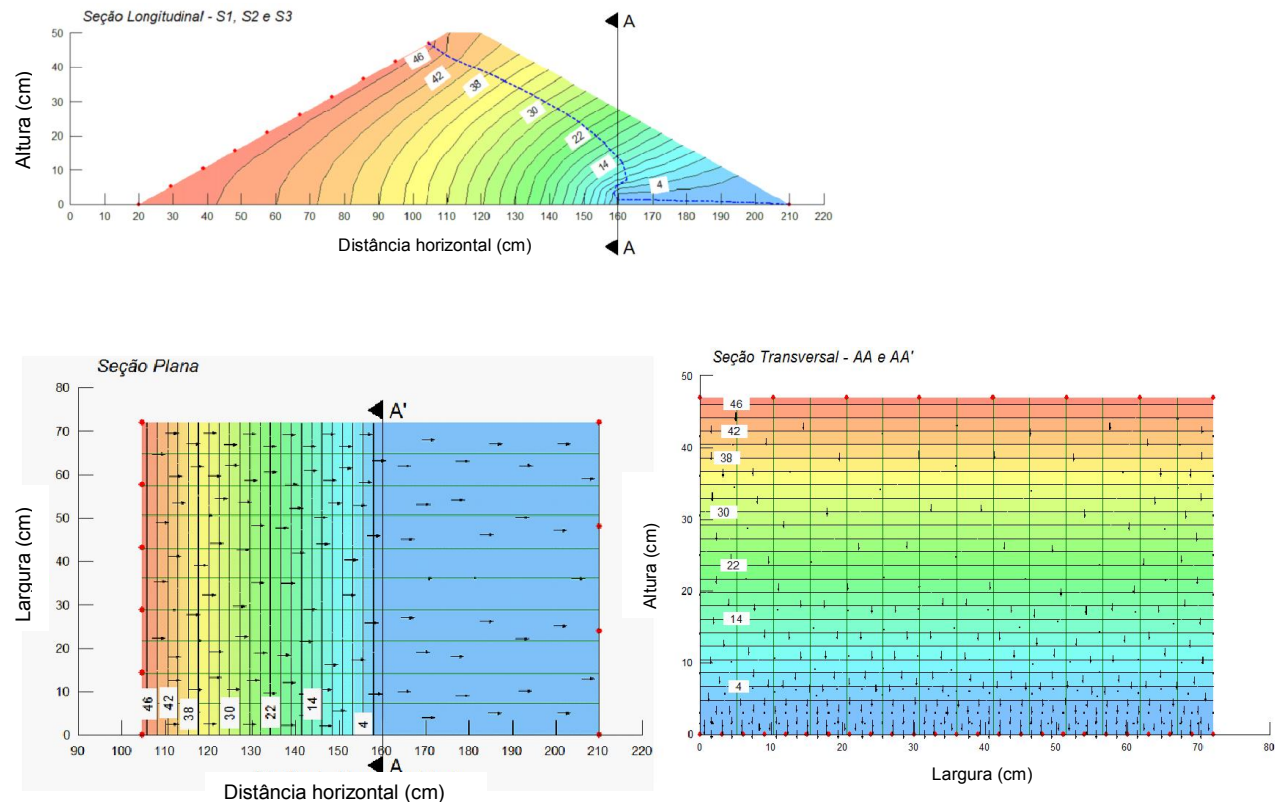 Seção Longitudinal - S1, S2 e S3
A
50
40
30
20
10
0
Altura (cm)
46
42
38
30
22
14
4
0 10 20 30 40 50 60 70 80 90 100 110 120 130 140 150 160 170 180 190 200 210 220
Distância horizontal (cm)
A
Seção Plana
80
70
60
50
40
30
20
10
0
Largura (cm)
A'
46 42 38 30 22 14 4
90 100 110 120 130 140 150 160 170 180 190 200 210 220
A
Distância horizontal (cm)
Seção Transversal - AA e AA'
50
40
30
20
10
0
Altura (cm)
46
42
38
30
22
14
4
0 10 20 30 40 50 60 70 80
Largura (cm)